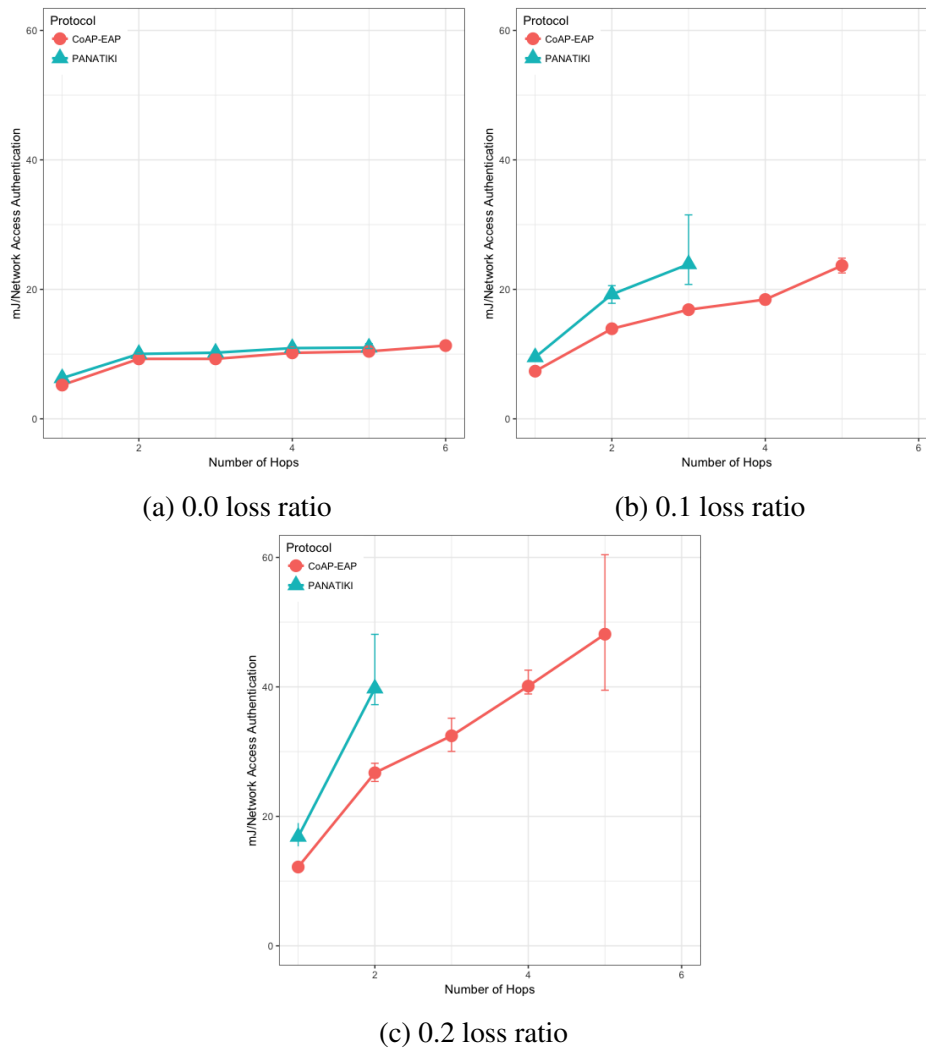 Protocol
CoAP-EAP
PANATIKI
60
40
20
0
mJ/Network Access Authentication
2
4
6
Number of Hops
(a) 0.0 loss ratio
Protocol
CoAP-EAP
PANATIKI
60
40
20
0
mJ/Network Access Authentication
2
4
6
Number of Hops
(b) 0.1 loss ratio
Protocol
CoAP-EAP
PANATIKI
60
40
20
0
mJ/Network Access Authentication
2
4
6
Number of Hops
(c) 0.2 loss ratio